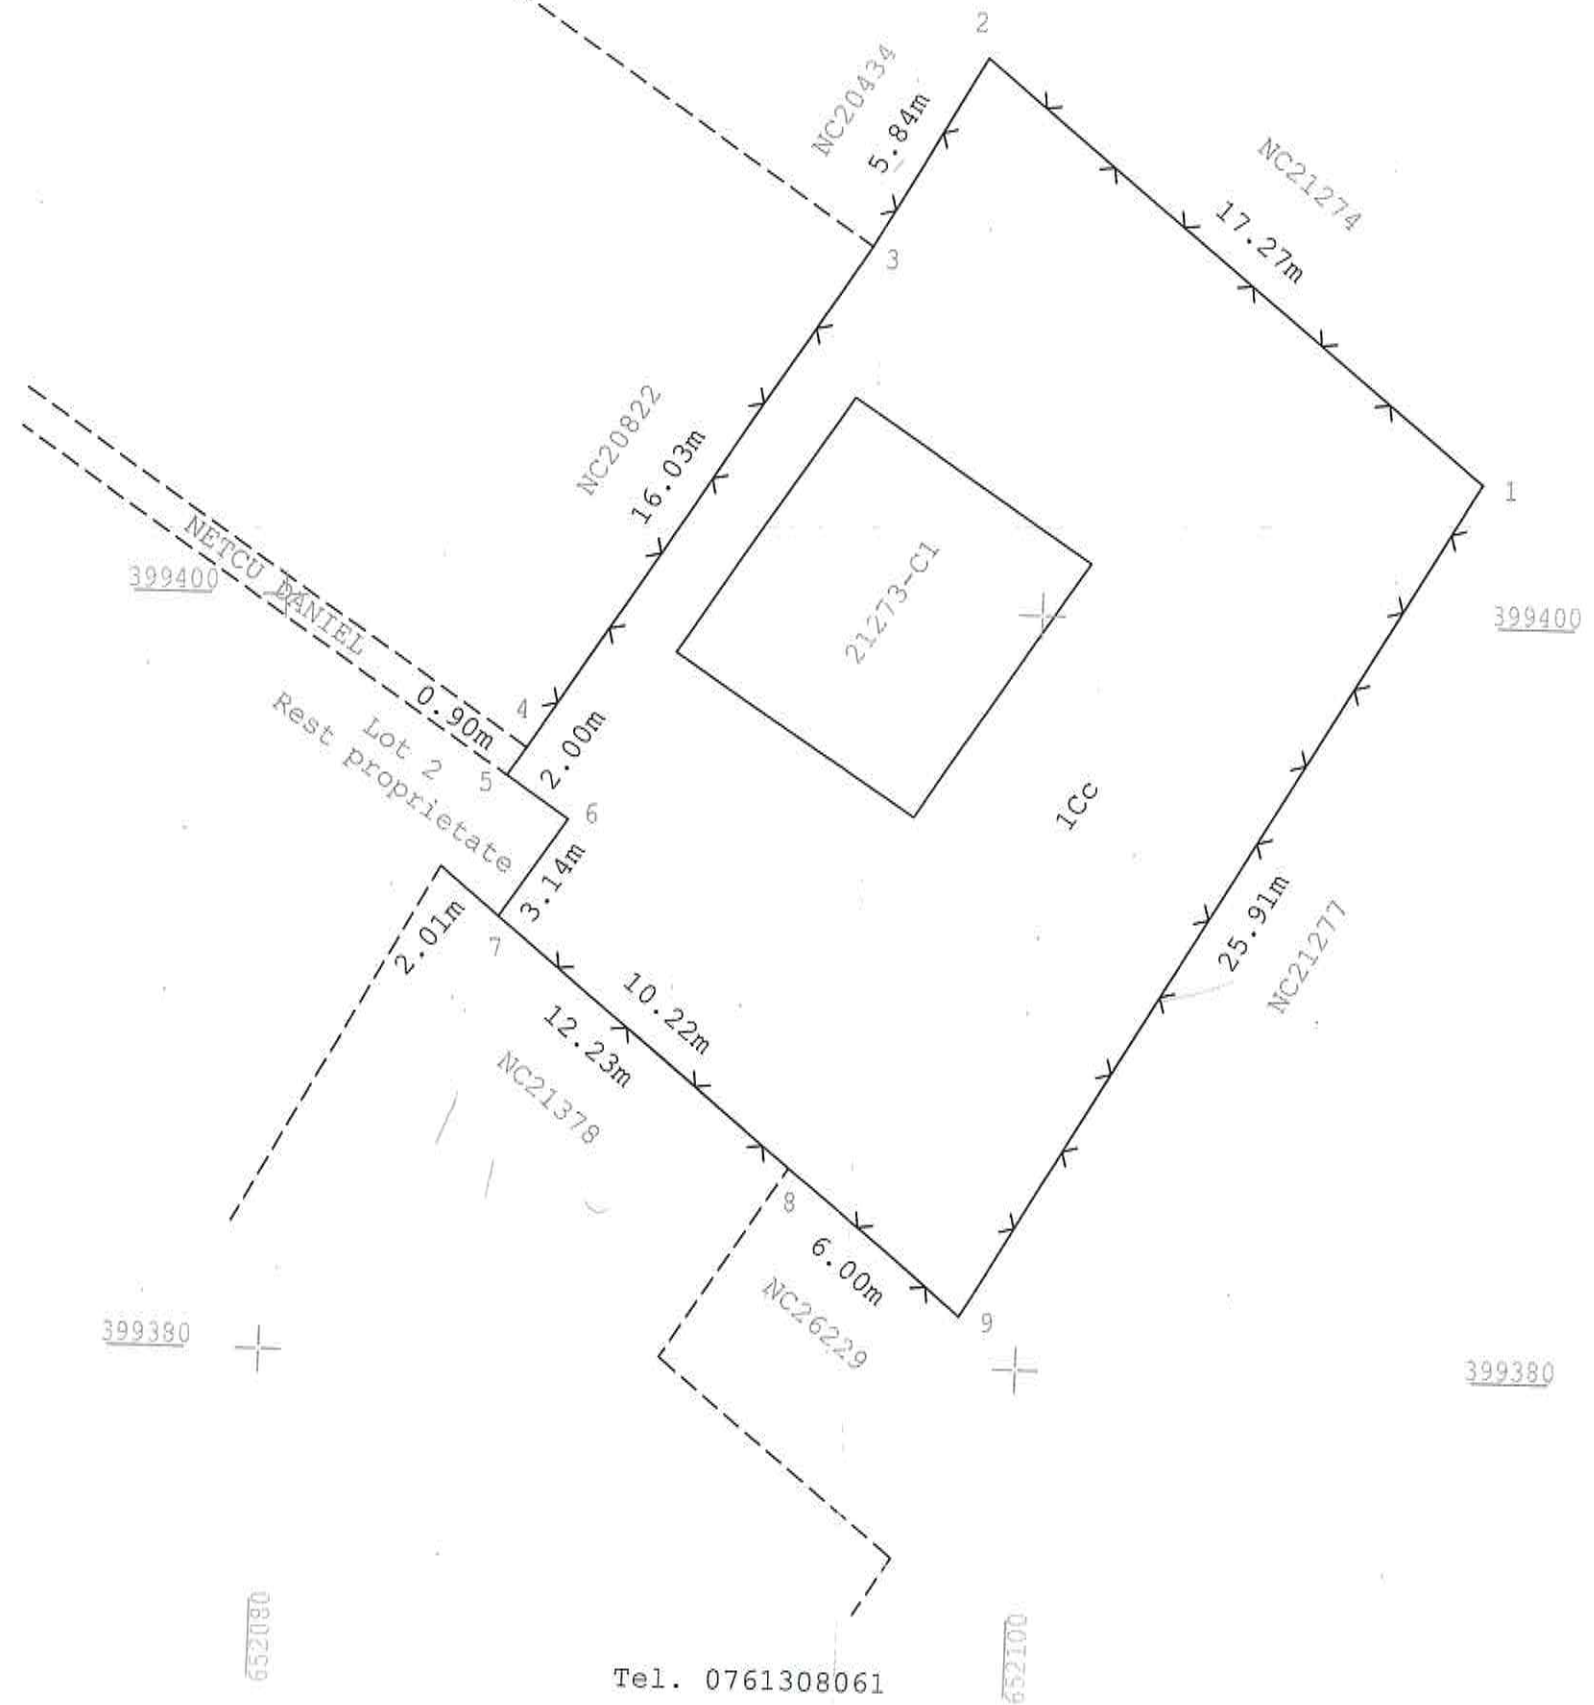 2
NC20434
5.84m
NC21274
17.27m
3
NC20822
16.03m
1
NETCU DANIEL
399400
21273-C1
399400
4
0.90m
2.00m
Lot 2
Rest proprietate
5
6
1Cc
3.14m
2.01m
7
25.91m
NC21277
10.22m
12.23m
NC21378
8
6.00m
NC26229
9
399380
399380
652080
652100
Tel. 0761308061